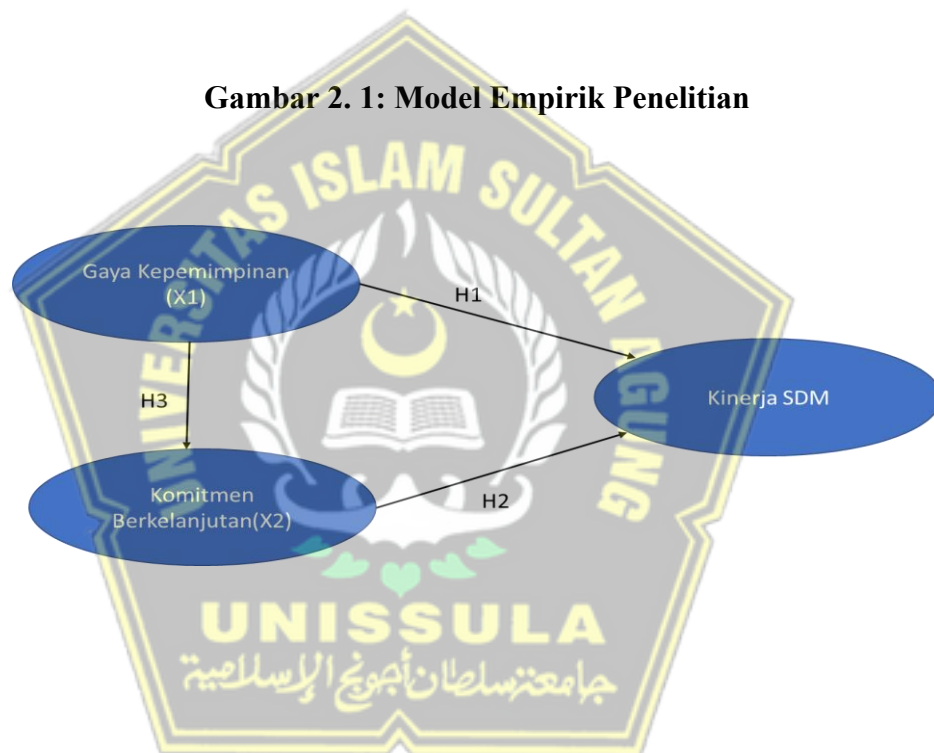 Gambar 2. 1: Model Empirik Penelitian
UNIVERSITAS ISLAM SULTAN AGUNG
Gaya Kepemimpinan
(X1)
H1
Kinerja SDM
H3
Komitmen
Berkelanjutan(X2)
H2
UNISSULA
جامعة سلطان أجونج الإسلامية